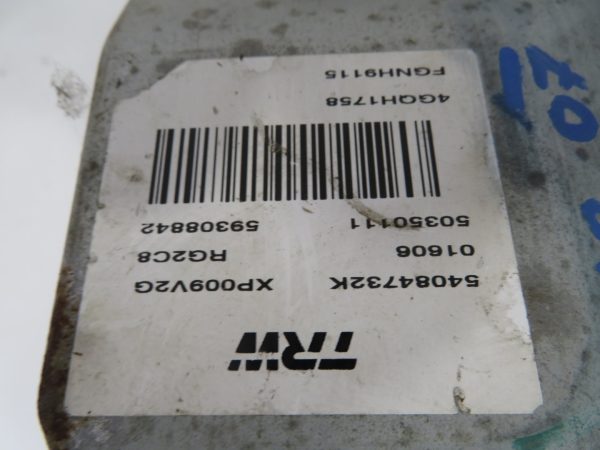 TRW
54084732K XP009V2G
01606 RG2C8
50350111 59308842
4GQH1758
FGNH9115